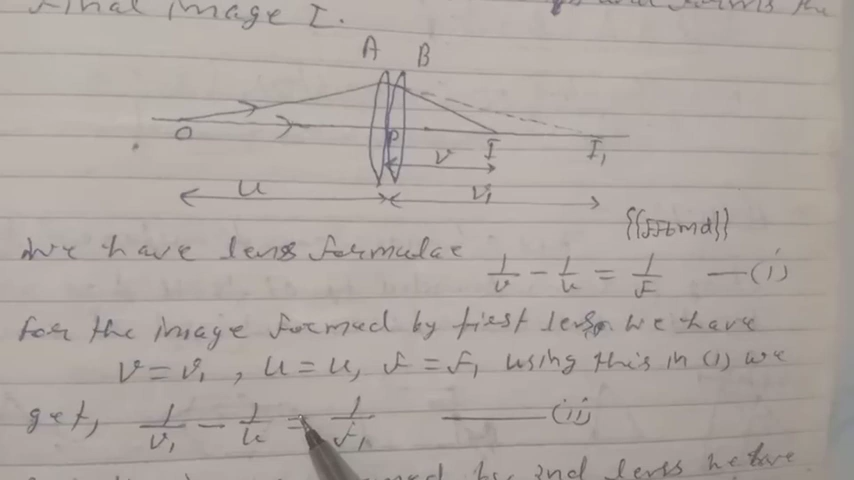 Final image I.
the
A B
O P I I₁
v
u v₁
{{fftmd}}
We have lens formulae
1/v - 1/u = 1/f —(i)
for the image formed by first lens, we have
v = v₁, u = u, f = f₁ using this in (i) we
get, 1/v₁ - 1/u = 1/f₁ —(ii)
by 2nd lens we have